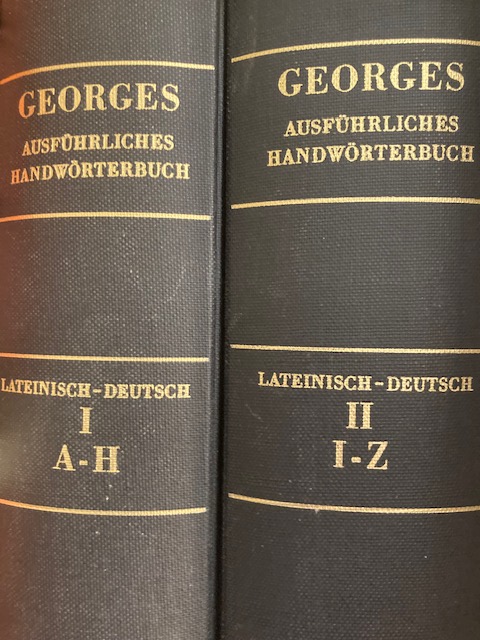 GEORGES
AUSFÜHRLICHES
HANDWÖRTERBUCH
LATEINISCH-DEUTSCH
I
A-H
GEORGES
AUSFÜHRLICHES
HANDWÖRTERBUCH
LATEINISCH-DEUTSCH
II
I-Z